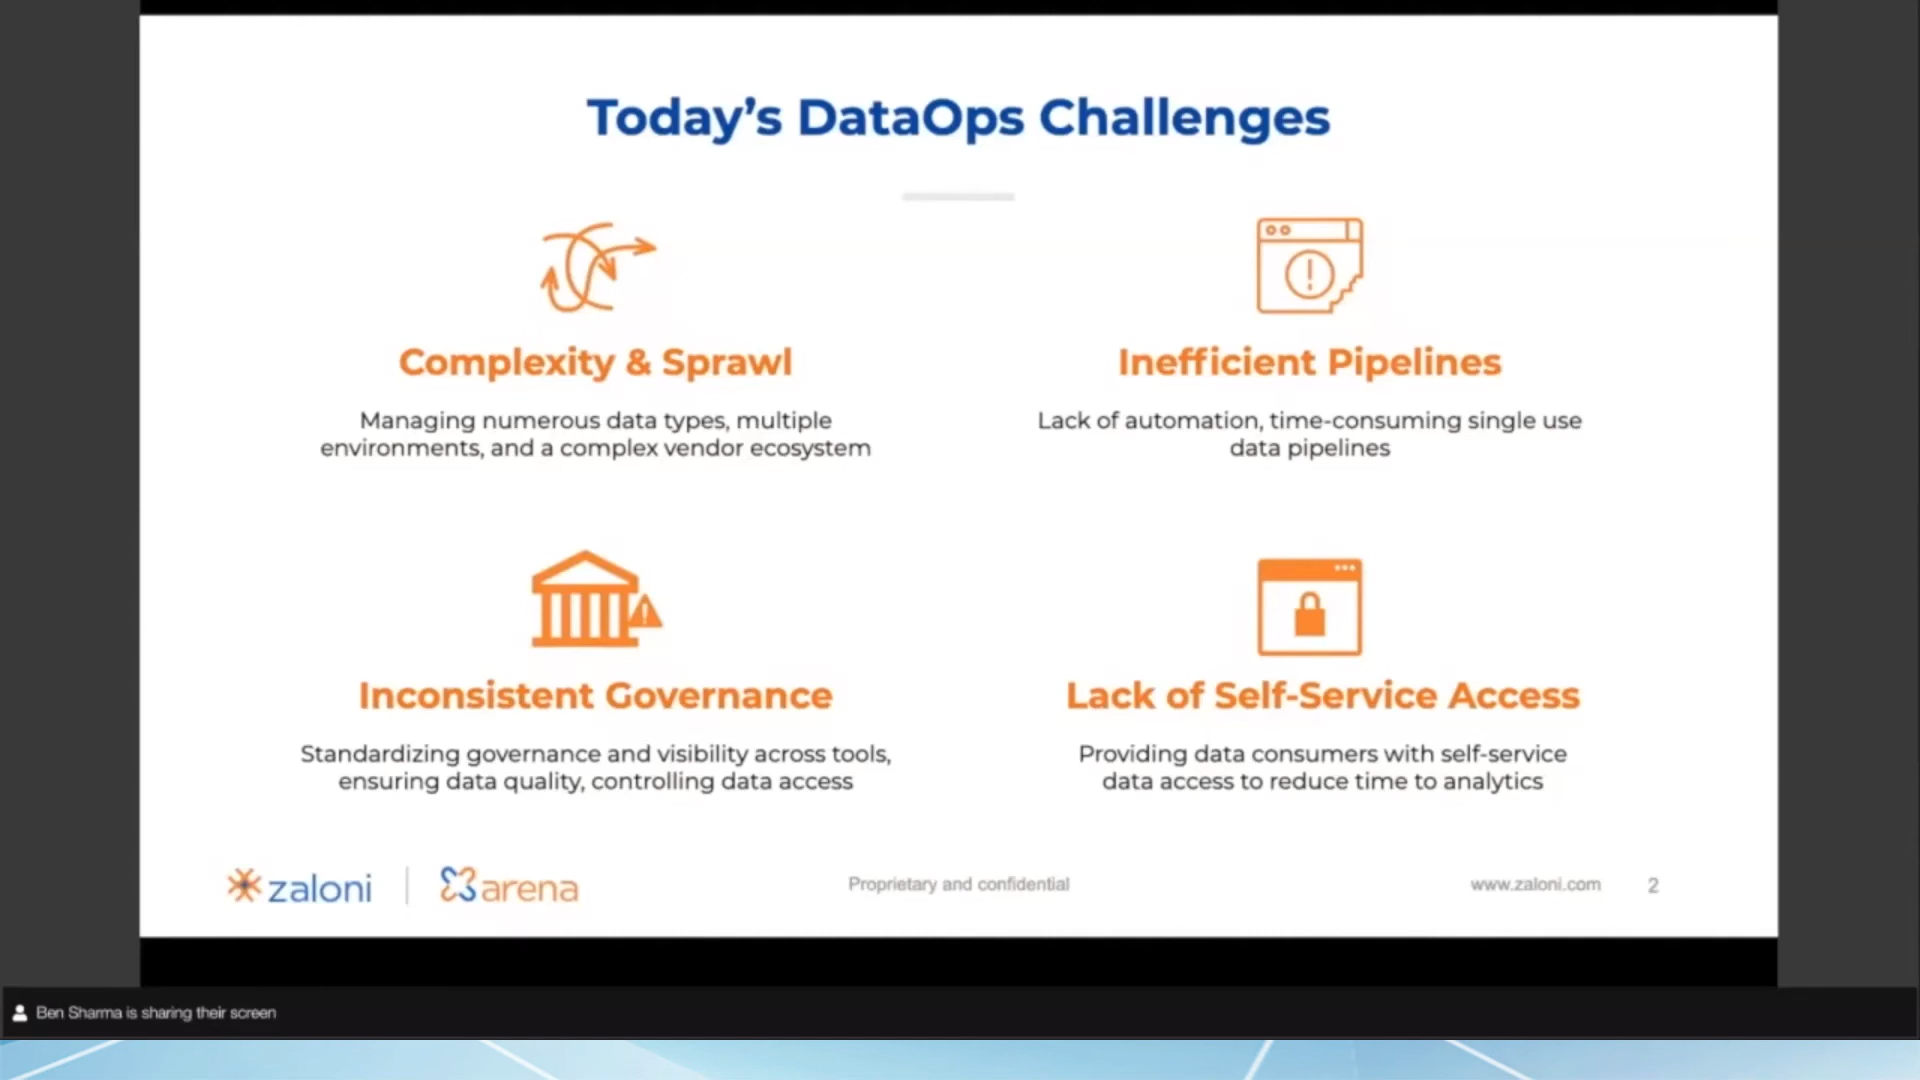 Today's DataOps Challenges
Complexity & Sprawl
Managing numerous data types, multiple
environments, and a complex vendor ecosystem
Inefficient Pipelines
Lack of automation, time-consuming single use
data pipelines
Inconsistent Governance
Standardizing governance and visibility across tools,
ensuring data quality, controlling data access
Lack of Self-Service Access
Providing data consumers with self-service
data access to reduce time to analytics
zaloni
arena
Proprietary and confidential
www.zaloni.com
2
Ben Sharma is sharing their screen